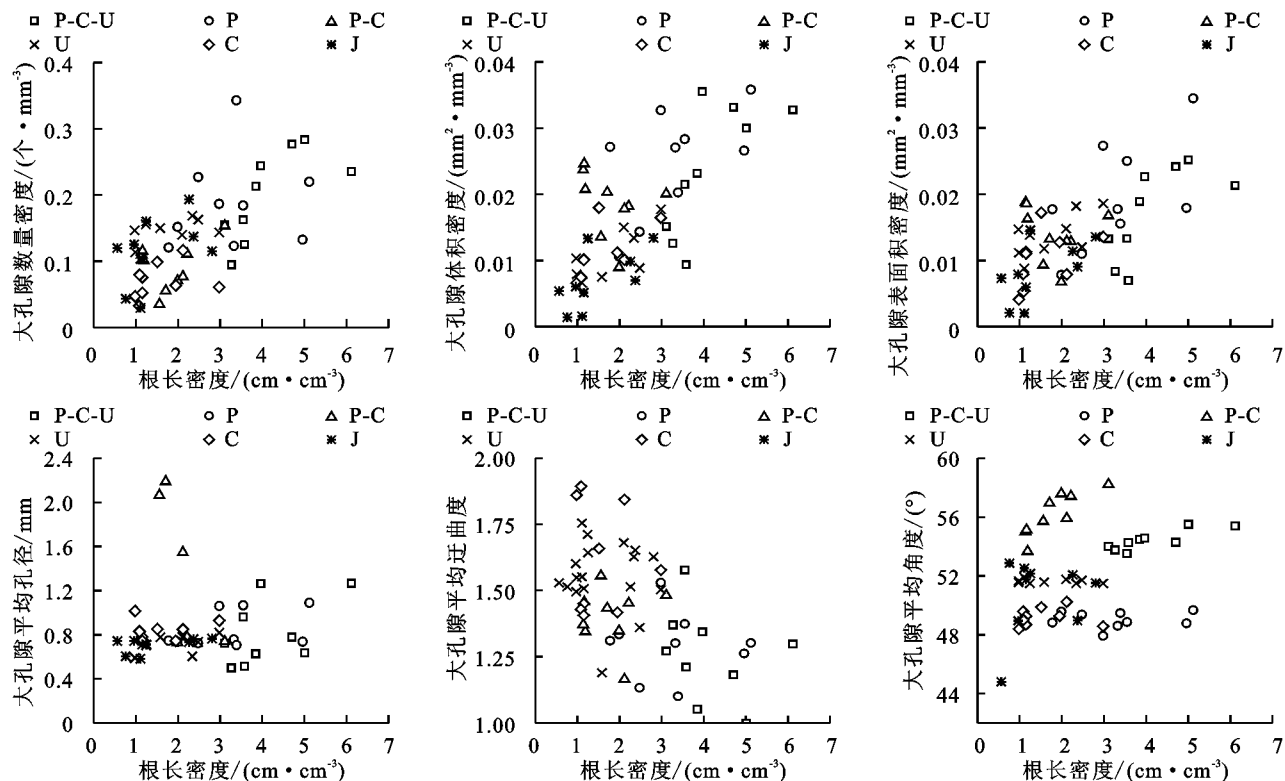 P-C-U P P-C
U C J
大孔隙数量密度/(个·mm-3)
0.4
0.3
0.2
0.1
0
0 1 2 3 4 5 6 7
根长密度/(cm·cm-3)
P-C-U P P-C
U C J
大孔隙体积密度/(mm2·mm-3)
0.04
0.03
0.02
0.01
0
0 1 2 3 4 5 6 7
根长密度/(cm·cm-3)
P-C-U P P-C
U C J
大孔隙表面积密度/(mm2·mm-3)
0.04
0.03
0.02
0.01
0
0 1 2 3 4 5 6 7
根长密度/(cm·cm-3)
P-C-U P P-C
U C J
大孔隙平均孔径/mm
2.4
2.0
1.6
1.2
0.8
0.4
0
0 1 2 3 4 5 6 7
根长密度/(cm·cm-3)
P-C-U P P-C
U C J
大孔隙平均迂曲度
2.00
1.75
1.50
1.25
1.00
0 1 2 3 4 5 6 7
根长密度/(cm·cm-3)
P-C-U P P-C
U C J
大孔隙平均角度/(°)
60
56
52
48
44
0 1 2 3 4 5 6 7
根长密度/(cm·cm-3)